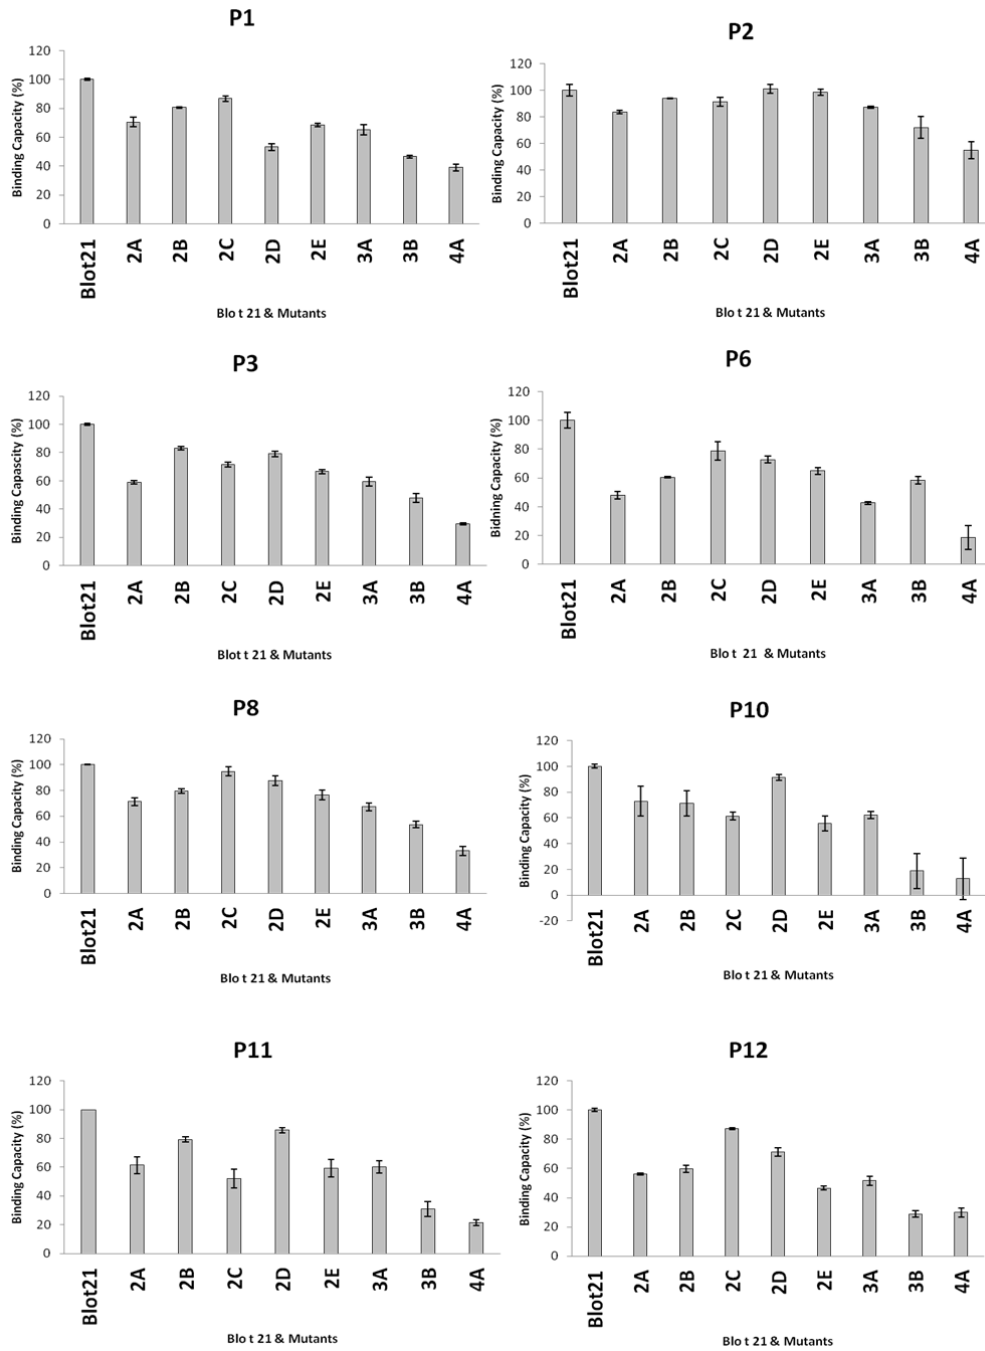 P1
Binding Capacity (%)
120
100
80
60
40
20
0
Blot21 2A 2B 2C 2D 2E 3A 3B 4A
Blo t 21 & Mutants
P2
Binding Capacity (%)
120
100
80
60
40
20
0
Blot21 2A 2B 2C 2D 2E 3A 3B 4A
Blo t 21 & Mutants
P3
Binding Capascity (%)
120
100
80
60
40
20
0
Blot21 2A 2B 2C 2D 2E 3A 3B 4A
Blot t 21 & Mutants
P6
Bidning Capacity (%)
120
100
80
60
40
20
0
Blot21 2A 2B 2C 2D 2E 3A 3B 4A
Blo t 21 & Mutants
P8
Binding Capacity (%)
120
100
80
60
40
20
0
Blot21 2A 2B 2C 2D 2E 3A 3B 4A
Blo t 21 & Mutants
P10
Binding Capacity (%)
120
100
80
60
40
20
0
-20
Blot21 2A 2B 2C 2D 2E 3A 3B 4A
Blo t 21 & Mutants
P11
Binding Capacity (%)
120
100
80
60
40
20
0
Blot21 2A 2B 2C 2D 2E 3A 3B 4A
Blo t 21 & Mutants
P12
Binding Capacity (%)
120
100
80
60
40
20
0
Blot21 2A 2B 2C 2D 2E 3A 3B 4A
Blo t 21 & Mutants